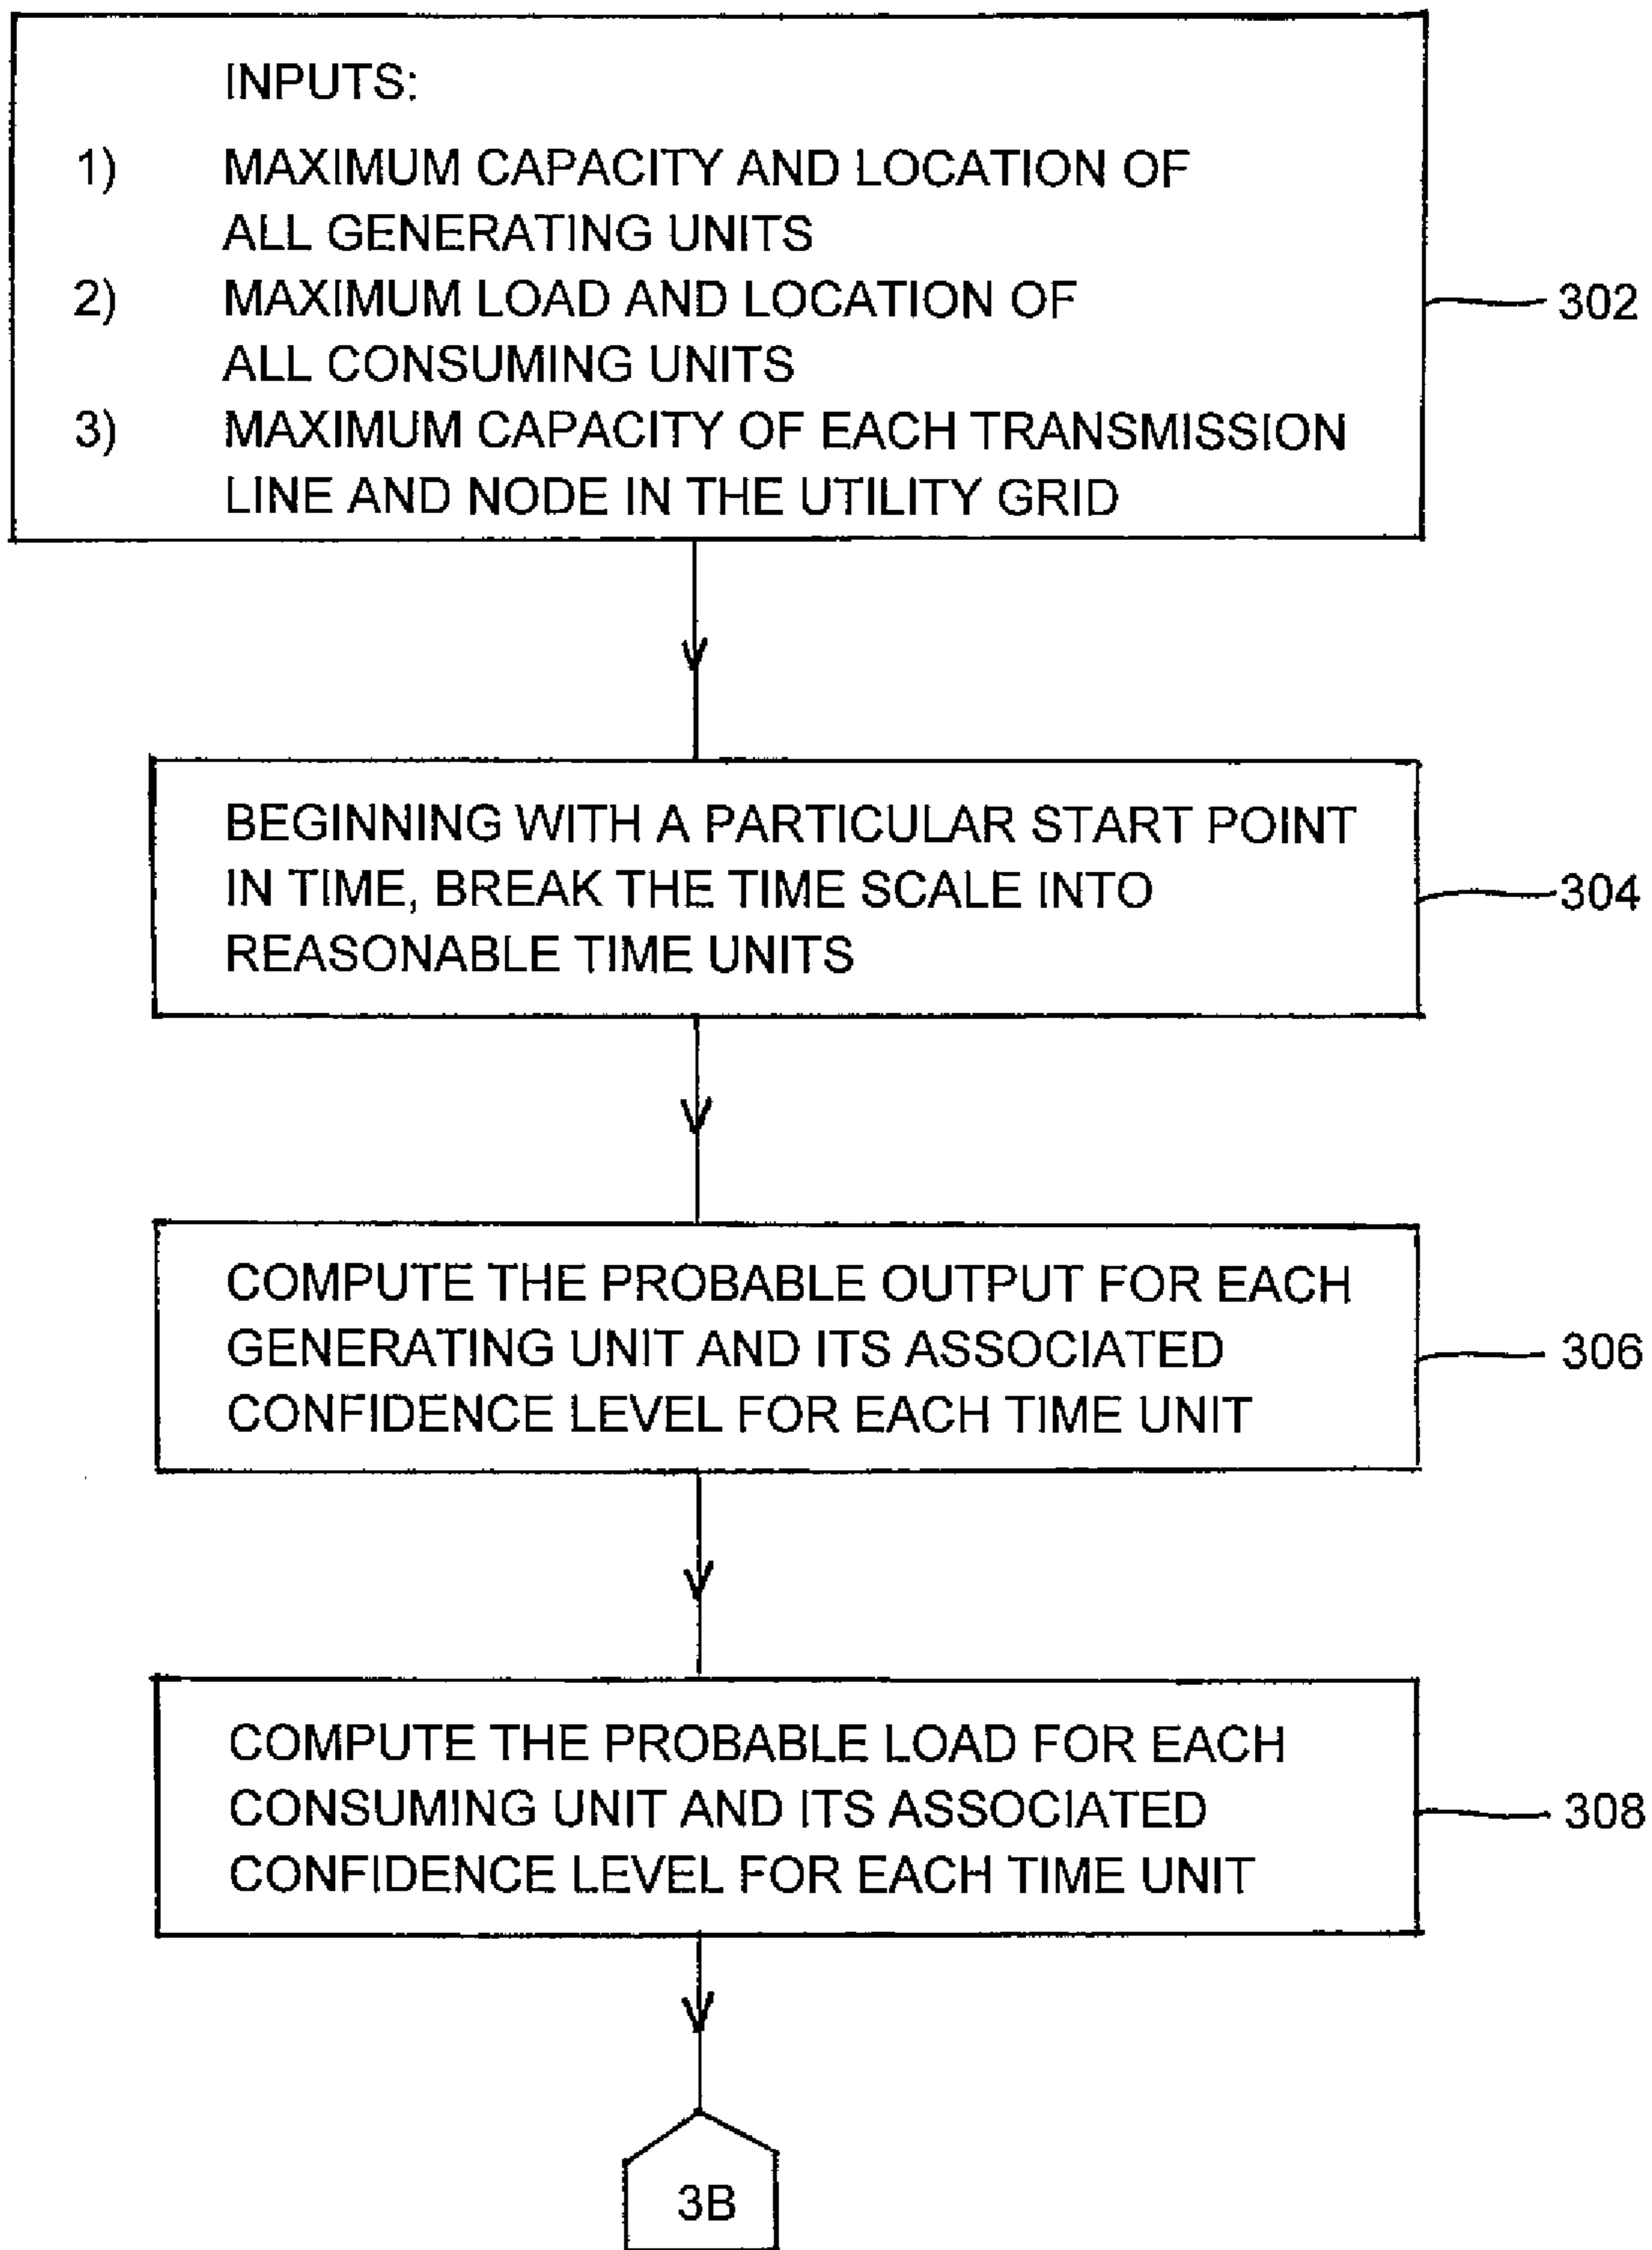 INPUTS:
1) MAXIMUM CAPACITY AND LOCATION OF
ALL GENERATING UNITS
2) MAXIMUM LOAD AND LOCATION OF
ALL CONSUMING UNITS
3) MAXIMUM CAPACITY OF EACH TRANSMISSION
LINE AND NODE IN THE UTILITY GRID
302
BEGINNING WITH A PARTICULAR START POINT
IN TIME, BREAK THE TIME SCALE INTO
REASONABLE TIME UNITS
304
COMPUTE THE PROBABLE OUTPUT FOR EACH
GENERATING UNIT AND ITS ASSOCIATED
CONFIDENCE LEVEL FOR EACH TIME UNIT
306
COMPUTE THE PROBABLE LOAD FOR EACH
CONSUMING UNIT AND ITS ASSOCIATED
CONFIDENCE LEVEL FOR EACH TIME UNIT
308
3B